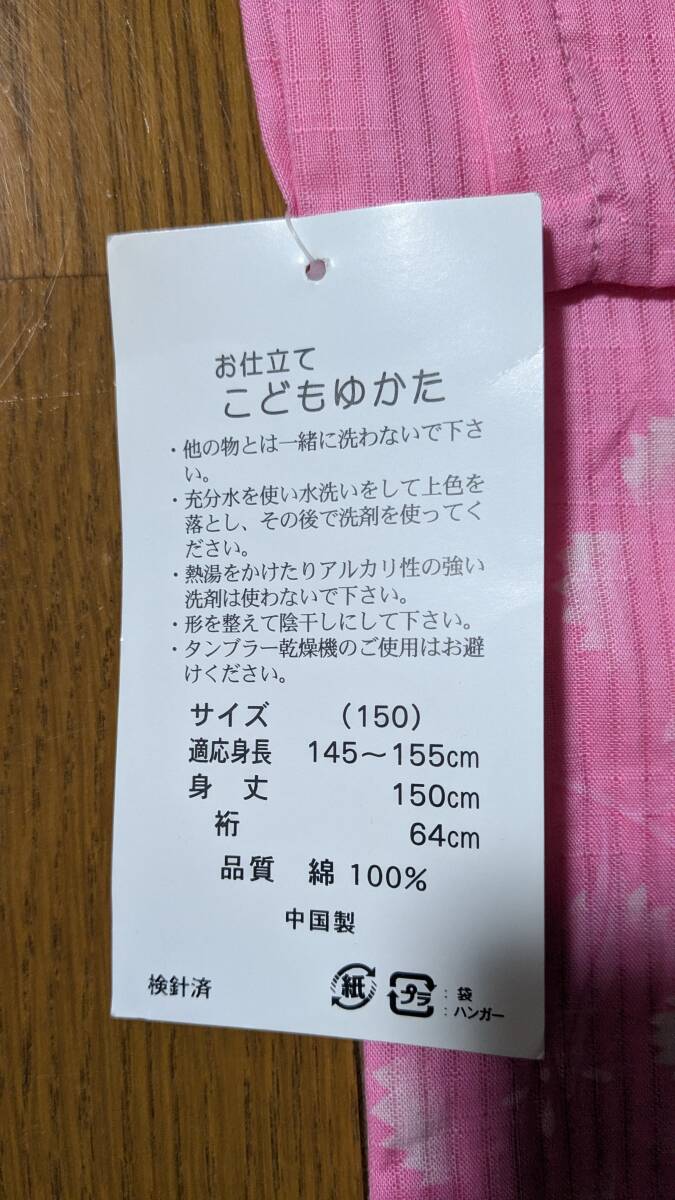 お仕立て
こどもゆかた
・他の物とは一緒に洗わないで下さ
い。
・充分水を使い水洗いをして上色を
落とし、その後で洗剤を使ってく
ださい。
・熱湯をかけたりアルカリ性の強い
洗剤は使わないで下さい。
・形を整えて陰干しにして下さい。
・タンブラー乾燥機のご使用はお避
けください。
サイズ (150)
適応身長 145～155cm
身 丈 150cm
裄 64cm
品質 綿 100%
中国製
検針済 紙 プラ : 袋
: ハンガー